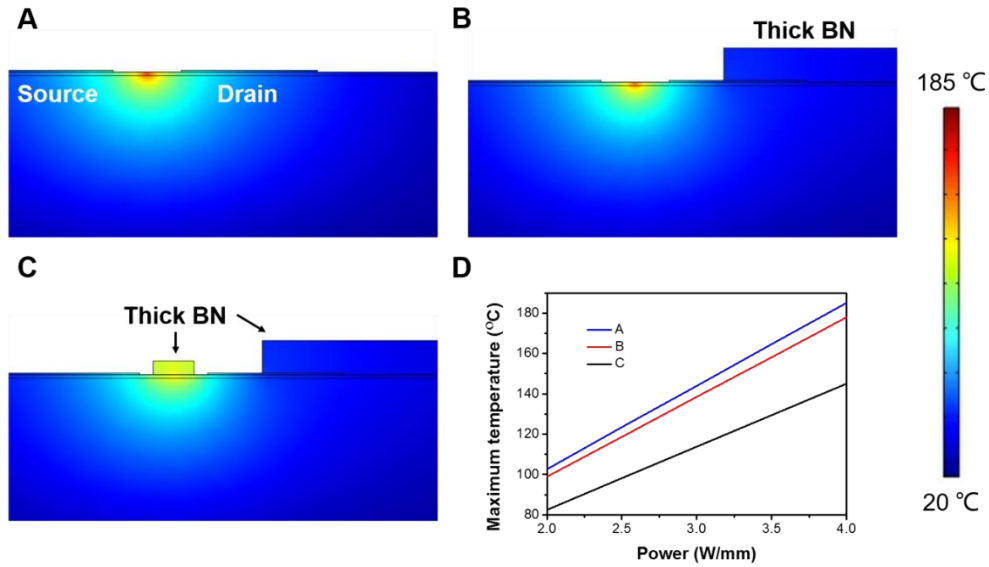 A
Source
Drain
B
Thick BN
185 ℃
20 ℃
C
Thick BN
D
Maximum temperature (°C)
180
160
140
120
100
80
A
B
C
2.0
2.5
3.0
3.5
4.0
Power (W/mm)